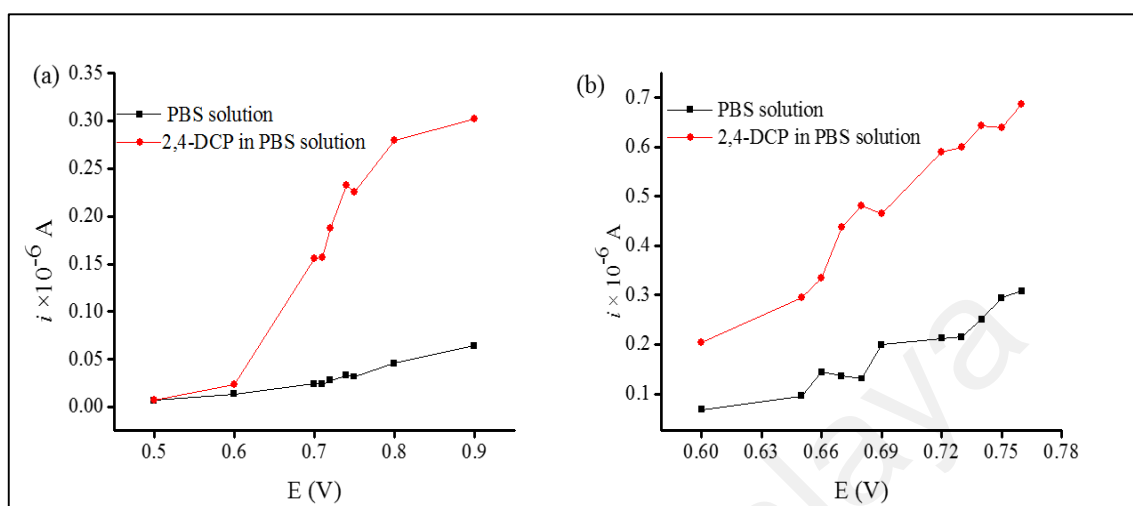 (a)
PBS solution
2,4-DCP in PBS solution
0.35
0.30
0.25
0.20
0.15
0.10
0.05
0.00
i ×10⁻⁶ A
0.5 0.6 0.7 0.8 0.9
E (V)
(b)
PBS solution
2,4-DCP in PBS solution
0.7
0.6
0.5
0.4
0.3
0.2
0.1
i × 10⁻⁶ A
0.60 0.63 0.66 0.69 0.72 0.75 0.78
E (V)